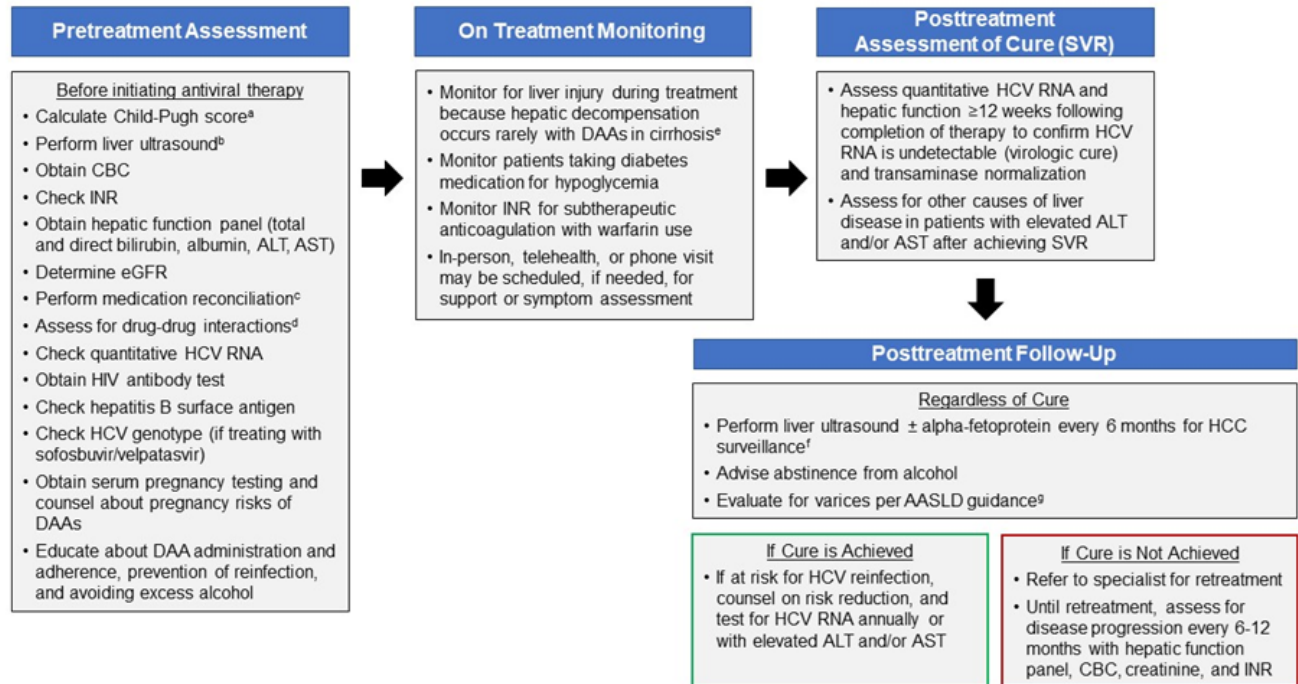 Pretreatment Assessment
Before initiating antiviral therapy
• Calculate Child-Pugh scoreᵃ
• Perform liver ultrasoundᵇ
• Obtain CBC
• Check INR
• Obtain hepatic function panel (total
and direct bilirubin, albumin, ALT, AST)
• Determine eGFR
• Perform medication reconciliationᶜ
• Assess for drug-drug interactionsᵈ
• Check quantitative HCV RNA
• Obtain HIV antibody test
• Check hepatitis B surface antigen
• Check HCV genotype (if treating with
sofosbuvir/velpatasvir)
• Obtain serum pregnancy testing and
counsel about pregnancy risks of
DAAs
• Educate about DAA administration and
adherence, prevention of reinfection,
and avoiding excess alcohol
On Treatment Monitoring
• Monitor for liver injury during treatment
because hepatic decompensation
occurs rarely with DAAs in cirrhosisᵉ
• Monitor patients taking diabetes
medication for hypoglycemia
• Monitor INR for subtherapeutic
anticoagulation with warfarin use
• In-person, telehealth, or phone visit
may be scheduled, if needed, for
support or symptom assessment
Posttreatment
Assessment of Cure (SVR)
• Assess quantitative HCV RNA and
hepatic function ≥12 weeks following
completion of therapy to confirm HCV
RNA is undetectable (virologic cure)
and transaminase normalization
• Assess for other causes of liver
disease in patients with elevated ALT
and/or AST after achieving SVR
Posttreatment Follow-Up
Regardless of Cure
• Perform liver ultrasound ± alpha-fetoprotein every 6 months for HCC
surveillanceᶠ
• Advise abstinence from alcohol
• Evaluate for varices per AASLD guidanceᵍ
If Cure is Achieved
• If at risk for HCV reinfection,
counsel on risk reduction, and
test for HCV RNA annually or
with elevated ALT and/or AST
If Cure is Not Achieved
• Refer to specialist for retreatment
• Until retreatment, assess for
disease progression every 6-12
months with hepatic function
panel, CBC, creatinine, and INR